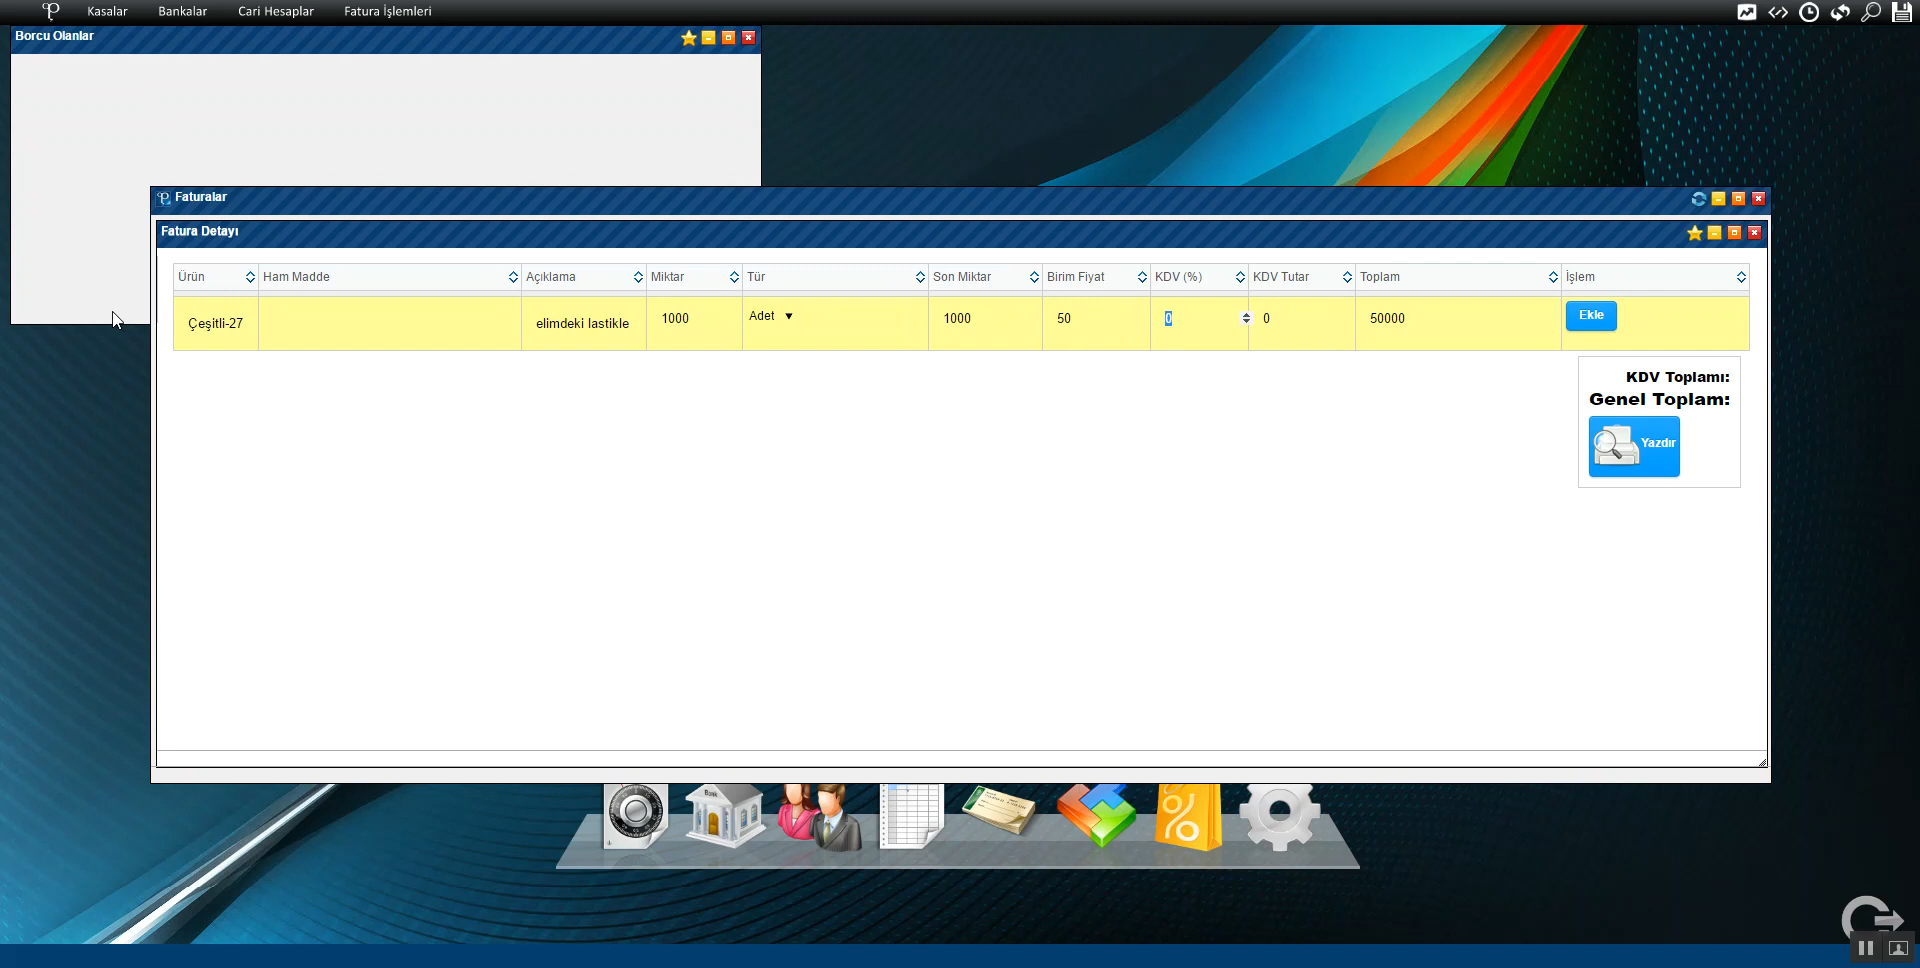 Kasalar Bankalar Cari Hesaplar Fatura İşlemleri
Borcu Olanlar
Faturalar
Fatura Detayı
Ürün Ham Madde Açıklama Miktar Tür Son Miktar Birim Fiyat KDV (%) KDV Tutar Toplam İşlem
Çeşitli-27 elimdeki lastikle 1000 Adet 1000 50 0 0 50000 Ekle
KDV Toplamı:
Genel Toplam:
Yazdır
Bank